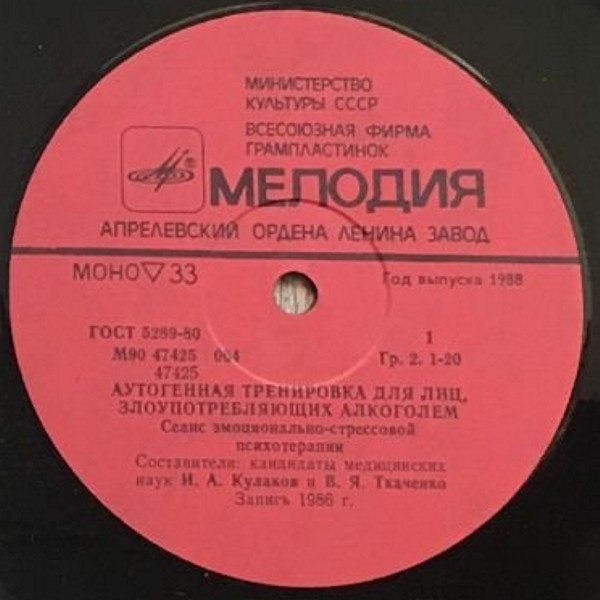 МИНИСТЕРСТВО
КУЛЬТУРЫ СССР
ВСЕСОЮЗНАЯ ФИРМА
ГРАМПЛАСТИНОК
МЕЛОДИЯ
АПРЕЛЕВСКИЙ ОРДЕНА ЛЕНИНА ЗАВОД
МОНО ▽ 33
Год выпуска 1988
ГОСТ 5289-80
1
М90 47425 004
Гр. 2. 1-20
47425
АУТОГЕННАЯ ТРЕНИРОВКА ДЛЯ ЛИЦ,
ЗЛОУПОТРЕБЛЯЮЩИХ АЛКОГОЛЕМ
Сеанс эмоционально-стрессовой
психотерапии
Составители: кандидаты медицинских
наук И. А. Кулаков и В. Я. Ткаченко
Запись 1986 г.